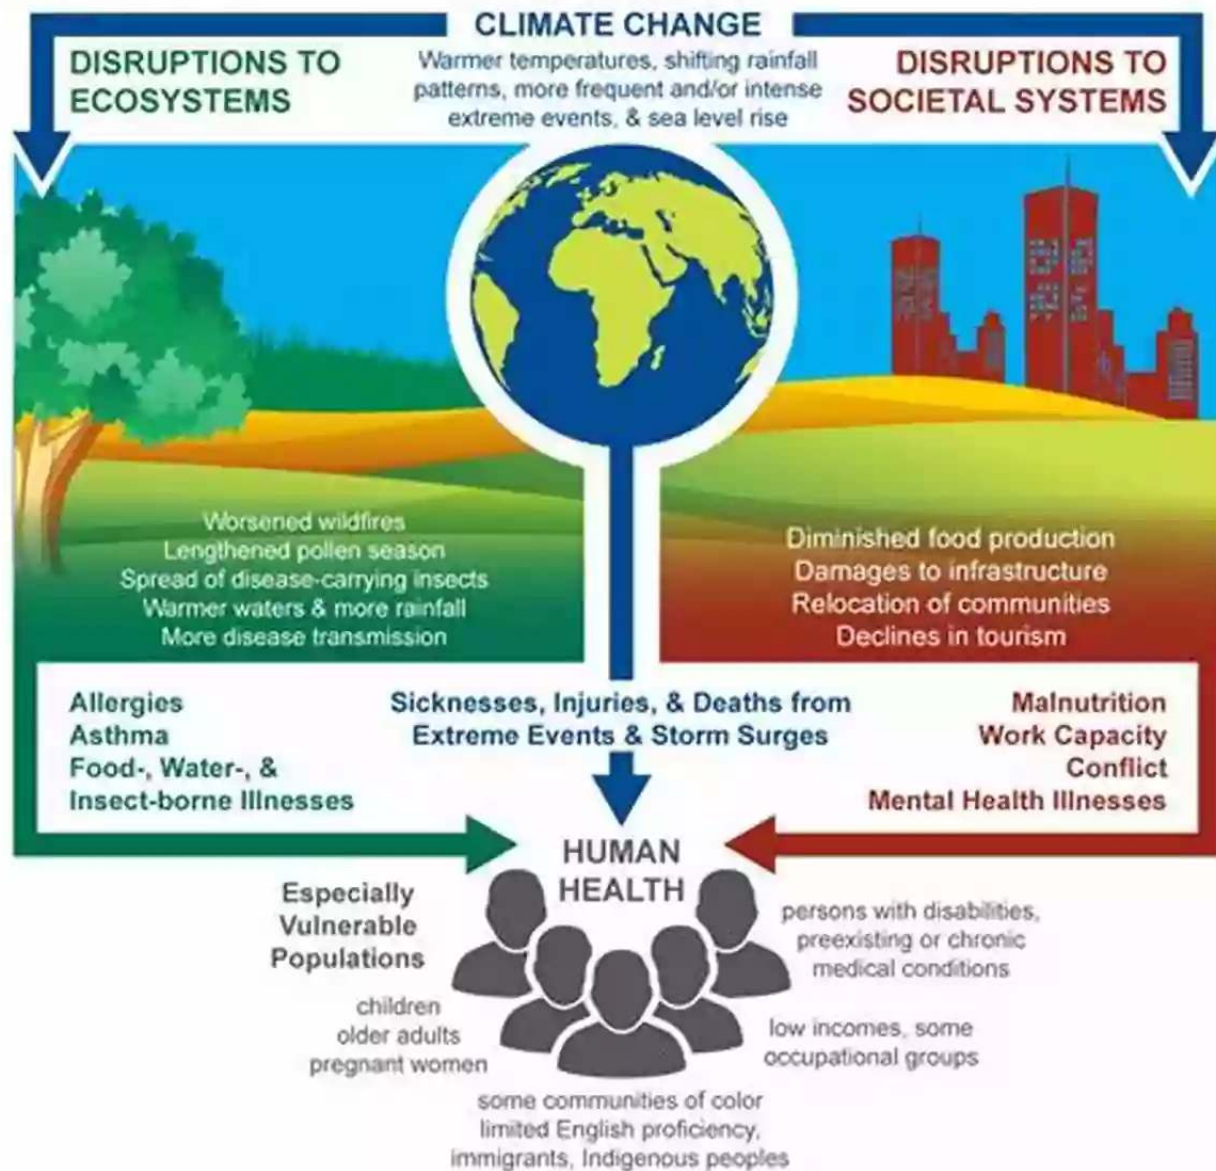 CLIMATE CHANGE
Warmer temperatures, shifting rainfall
patterns, more frequent and/or intense
extreme events, & sea level rise
DISRUPTIONS TO
ECOSYSTEMS
DISRUPTIONS TO
SOCIETAL SYSTEMS
Worsened wildfires
Lengthened pollen season
Spread of disease-carrying insects
Warmer waters & more rainfall
More disease transmission
Diminished food production
Damages to infrastructure
Relocation of communities
Declines in tourism
Allergies
Asthma
Food-, Water-, &
Insect-borne Illnesses
Sicknesses, Injuries, & Deaths from
Extreme Events & Storm Surges
Malnutrition
Work Capacity
Conflict
Mental Health Illnesses
HUMAN
HEALTH
Especially
Vulnerable
Populations
children
older adults
pregnant women
persons with disabilities,
preexisting or chronic
medical conditions
low incomes, some
occupational groups
some communities of color
limited English proficiency,
immigrants, Indigenous peoples